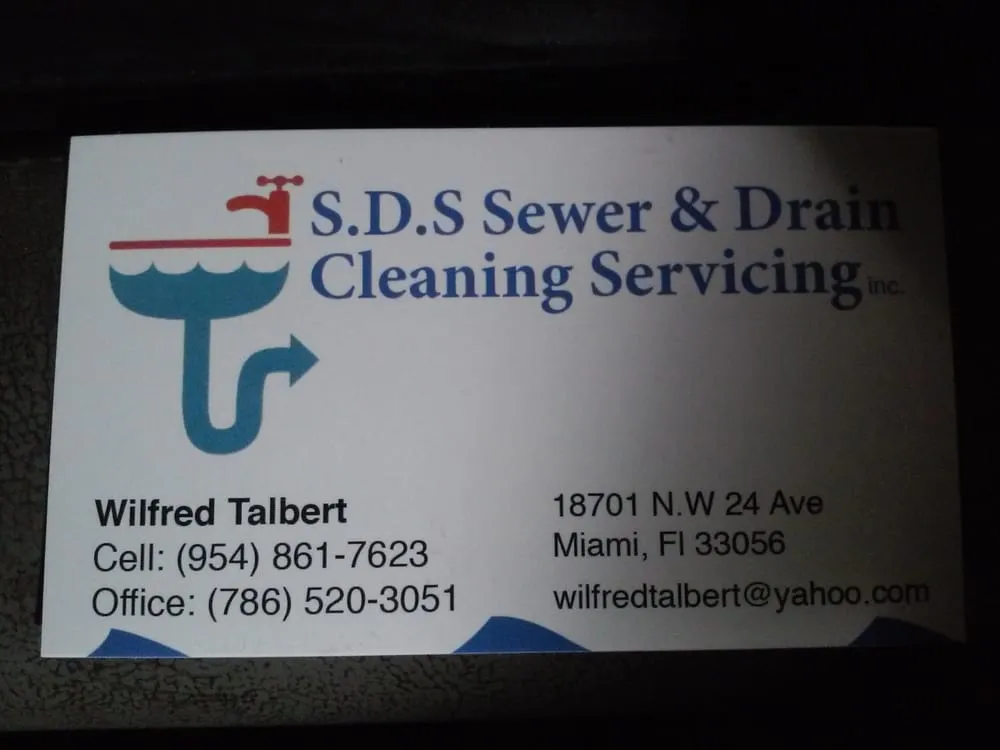 S.D.S Sewer & Drain
Cleaning Servicing inc.
Wilfred Talbert
Cell: (954) 861-7623
Office: (786) 520-3051
18701 N.W 24 Ave
Miami, Fl 33056
wilfredtalbert@yahoo.com